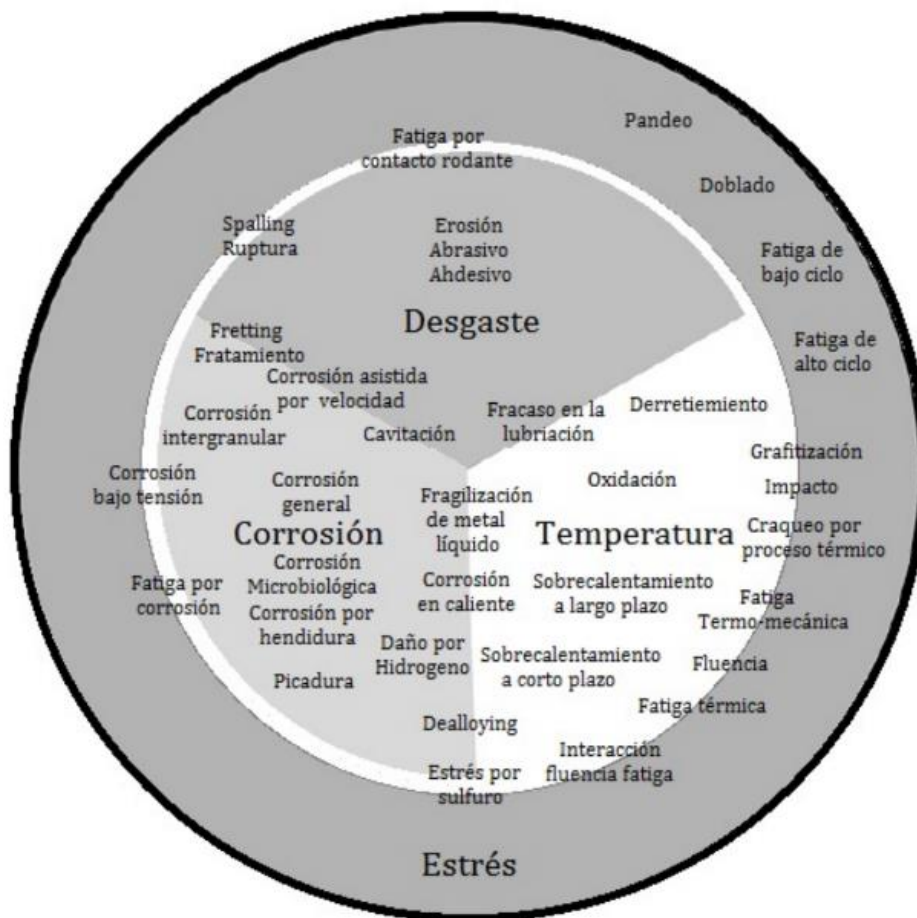 Pandeo
Fatiga por
contacto rodante
Doblado
Spalling
Ruptura
Erosión
Abrasivo
Ahdesivo
Fatiga de
bajo ciclo
Desgaste
Fretting
Fratamiento
Fatiga de
alto ciclo
Corrosión asistida
por velocidad
Derretiemiento
Corrosión
intergranular
Cavitación
Fracaso en la
lubriación
Grafitización
Corrosión
bajo tensión
Corrosión
general
Fragilización
de metal
líquido
Oxidación
Impacto
Corrosión
Temperatura
Craqueo por
proceso térmico
Corrosión
Microbiológica
Fatiga por
corrosión
Corrosión
en caliente
Sobrecalentamiento
a largo plazo
Fatiga
Termo-mecánica
Corrosión por
hendidura
Daño por
Hidrogeno
Sobrecalentamiento
a corto plazo
Fluencia
Picadura
Fatiga térmica
Dealloying
Interacción
fluencia fatiga
Estrés por
sulfuro
Estrés